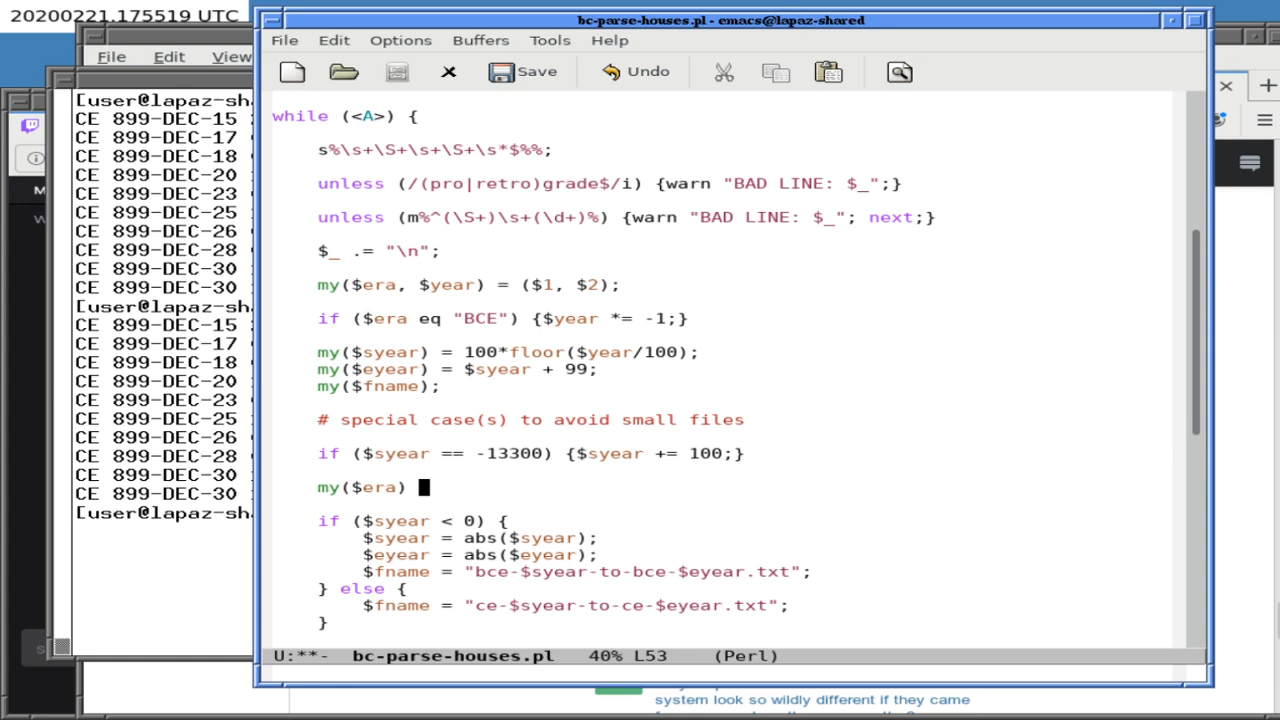 20200221.175519 UTC
bc-parse-houses.pl - emacs@lapaz-shared
File Edit Options Buffers Tools Help
Save Undo
File Edit View
[user@lapaz-sh
CE 899-DEC-15
CE 899-DEC-17
CE 899-DEC-18
CE 899-DEC-20
CE 899-DEC-23
CE 899-DEC-25
CE 899-DEC-26
CE 899-DEC-28
CE 899-DEC-30
CE 899-DEC-30
[user@lapaz-sh
CE 899-DEC-15
CE 899-DEC-17
CE 899-DEC-18
CE 899-DEC-20
CE 899-DEC-23
CE 899-DEC-25
CE 899-DEC-26
CE 899-DEC-28
CE 899-DEC-30
CE 899-DEC-30
[user@lapaz-sh
while (<A>) {
s%\s+\S+\s+\S+\s*$%%;
unless (/(pro|retro)grade$/i) {warn "BAD LINE: $_";}
unless (m%^(\S+)\s+(\d+)%) {warn "BAD LINE: $_"; next;}
$_ .= "\n";
my($era, $year) = ($1, $2);
if ($era eq "BCE") {$year *= -1;}
my($syear) = 100*floor($year/100);
my($eyear) = $syear + 99;
my($fname);
# special case(s) to avoid small files
if ($syear == -13300) {$syear += 100;}
my($era)
if ($syear < 0) {
$syear = abs($syear);
$eyear = abs($eyear);
$fname = "bce-$syear-to-bce-$eyear.txt";
} else {
$fname = "ce-$syear-to-ce-$eyear.txt";
}
U:**- bc-parse-houses.pl 40% L53 (Perl)
system look so wildly different if they came